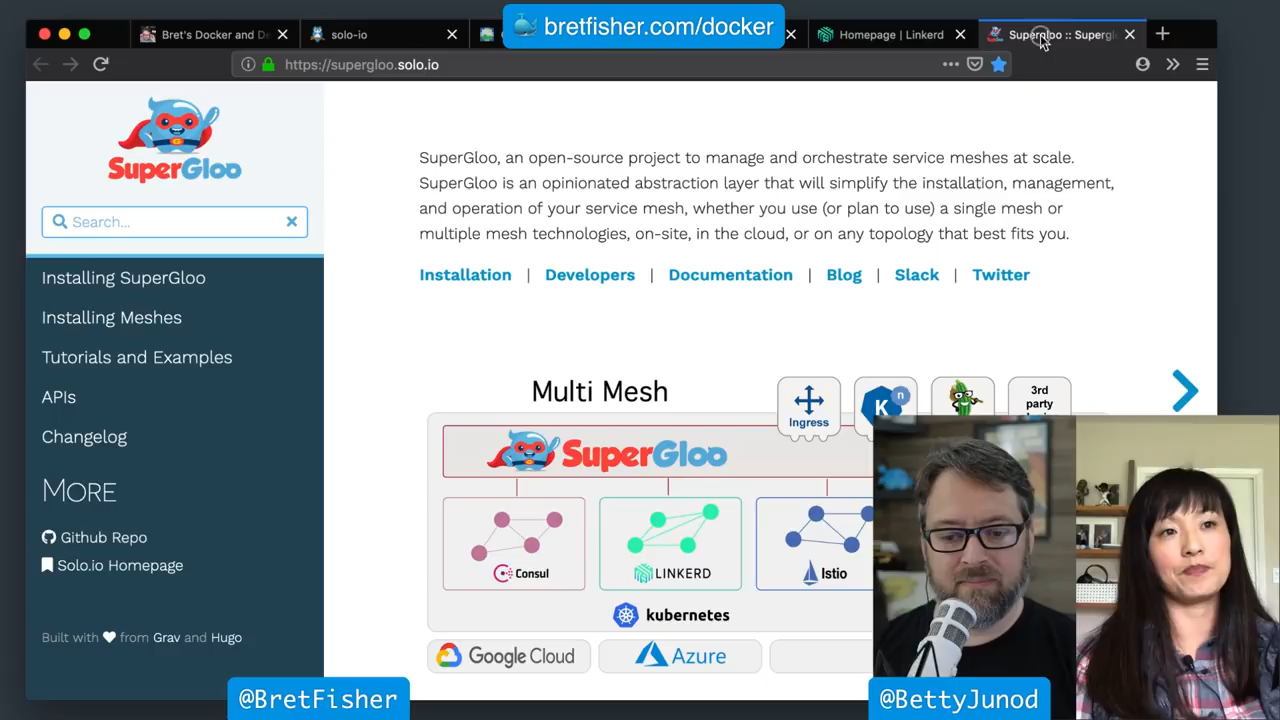 bretfisher.com/docker
Bret's Docker and De
solo-io
Homepage | Linkerd
Supergloo :: Superglo
https://supergloo.solo.io
SUPERGLOO
Search...
Installing SuperGloo
Installing Meshes
Tutorials and Examples
APIs
Changelog
MORE
Github Repo
Solo.io Homepage
Built with from Grav and Hugo
SuperGloo, an open-source project to manage and orchestrate service meshes at scale.
SuperGloo is an opinionated abstraction layer that will simplify the installation, management,
and operation of your service mesh, whether you use (or plan to use) a single mesh or
multiple mesh technologies, on-site, in the cloud, or on any topology that best fits you.
Installation | Developers | Documentation | Blog | Slack | Twitter
Multi Mesh
Ingress
K
n
3rd
party
SUPERGLOO
Consul
LINKERD
Istio
kubernetes
Google Cloud
Azure
@BretFisher
@BettyJunod